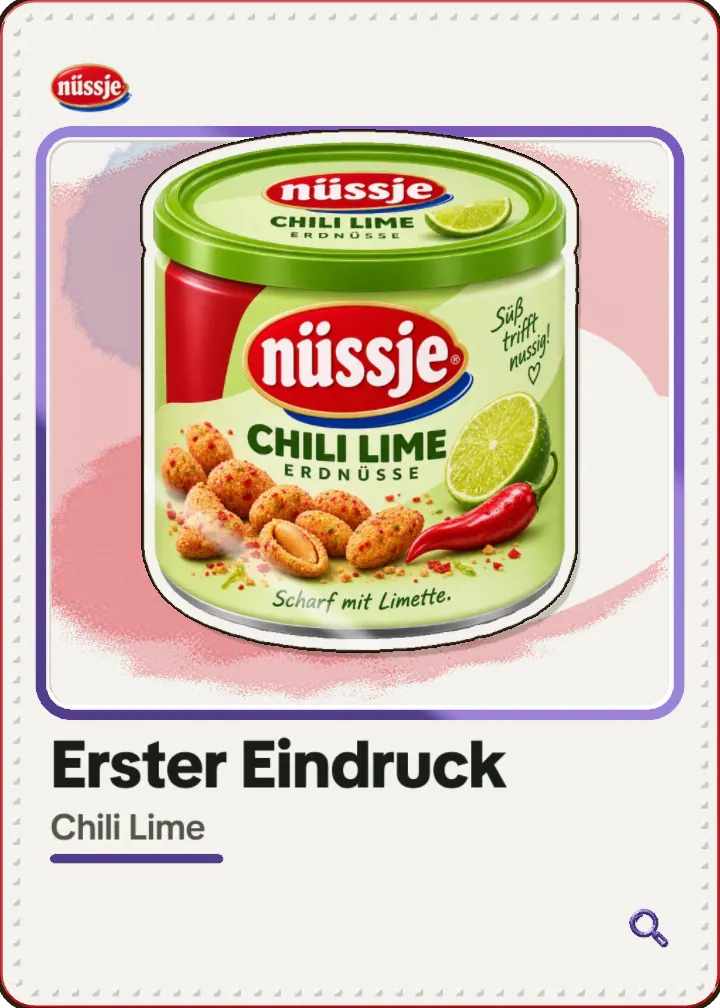 nüssje
nüssje
CHILI LIME
ERDNÜSSE
Süß
trifft
nussig!
♡
nüssje®
CHILI LIME
ERDNÜSSE
Scharf mit Limette.
Erster Eindruck
Chili Lime